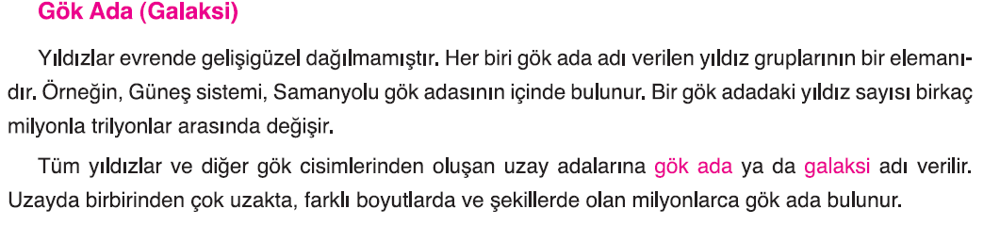 Gök Ada (Galaksi)
Yıldızlar evrende gelişigüzel dağılmamıştır. Her biri gök ada adı verilen yıldız gruplarının bir elemanı-
dır. Örneğin, Güneş sistemi, Samanyolu gök adasının içinde bulunur. Bir gök adadaki yıldız sayısı birkaç
milyonla trilyonlar arasında değişir.
Tüm yıldızlar ve diğer gök cisimlerinden oluşan uzay adalarına gök ada ya da galaksi adı verilir.
Uzayda birbirinden çok uzakta, farklı boyutlarda ve şekillerde olan milyonlarca gök ada bulunur.